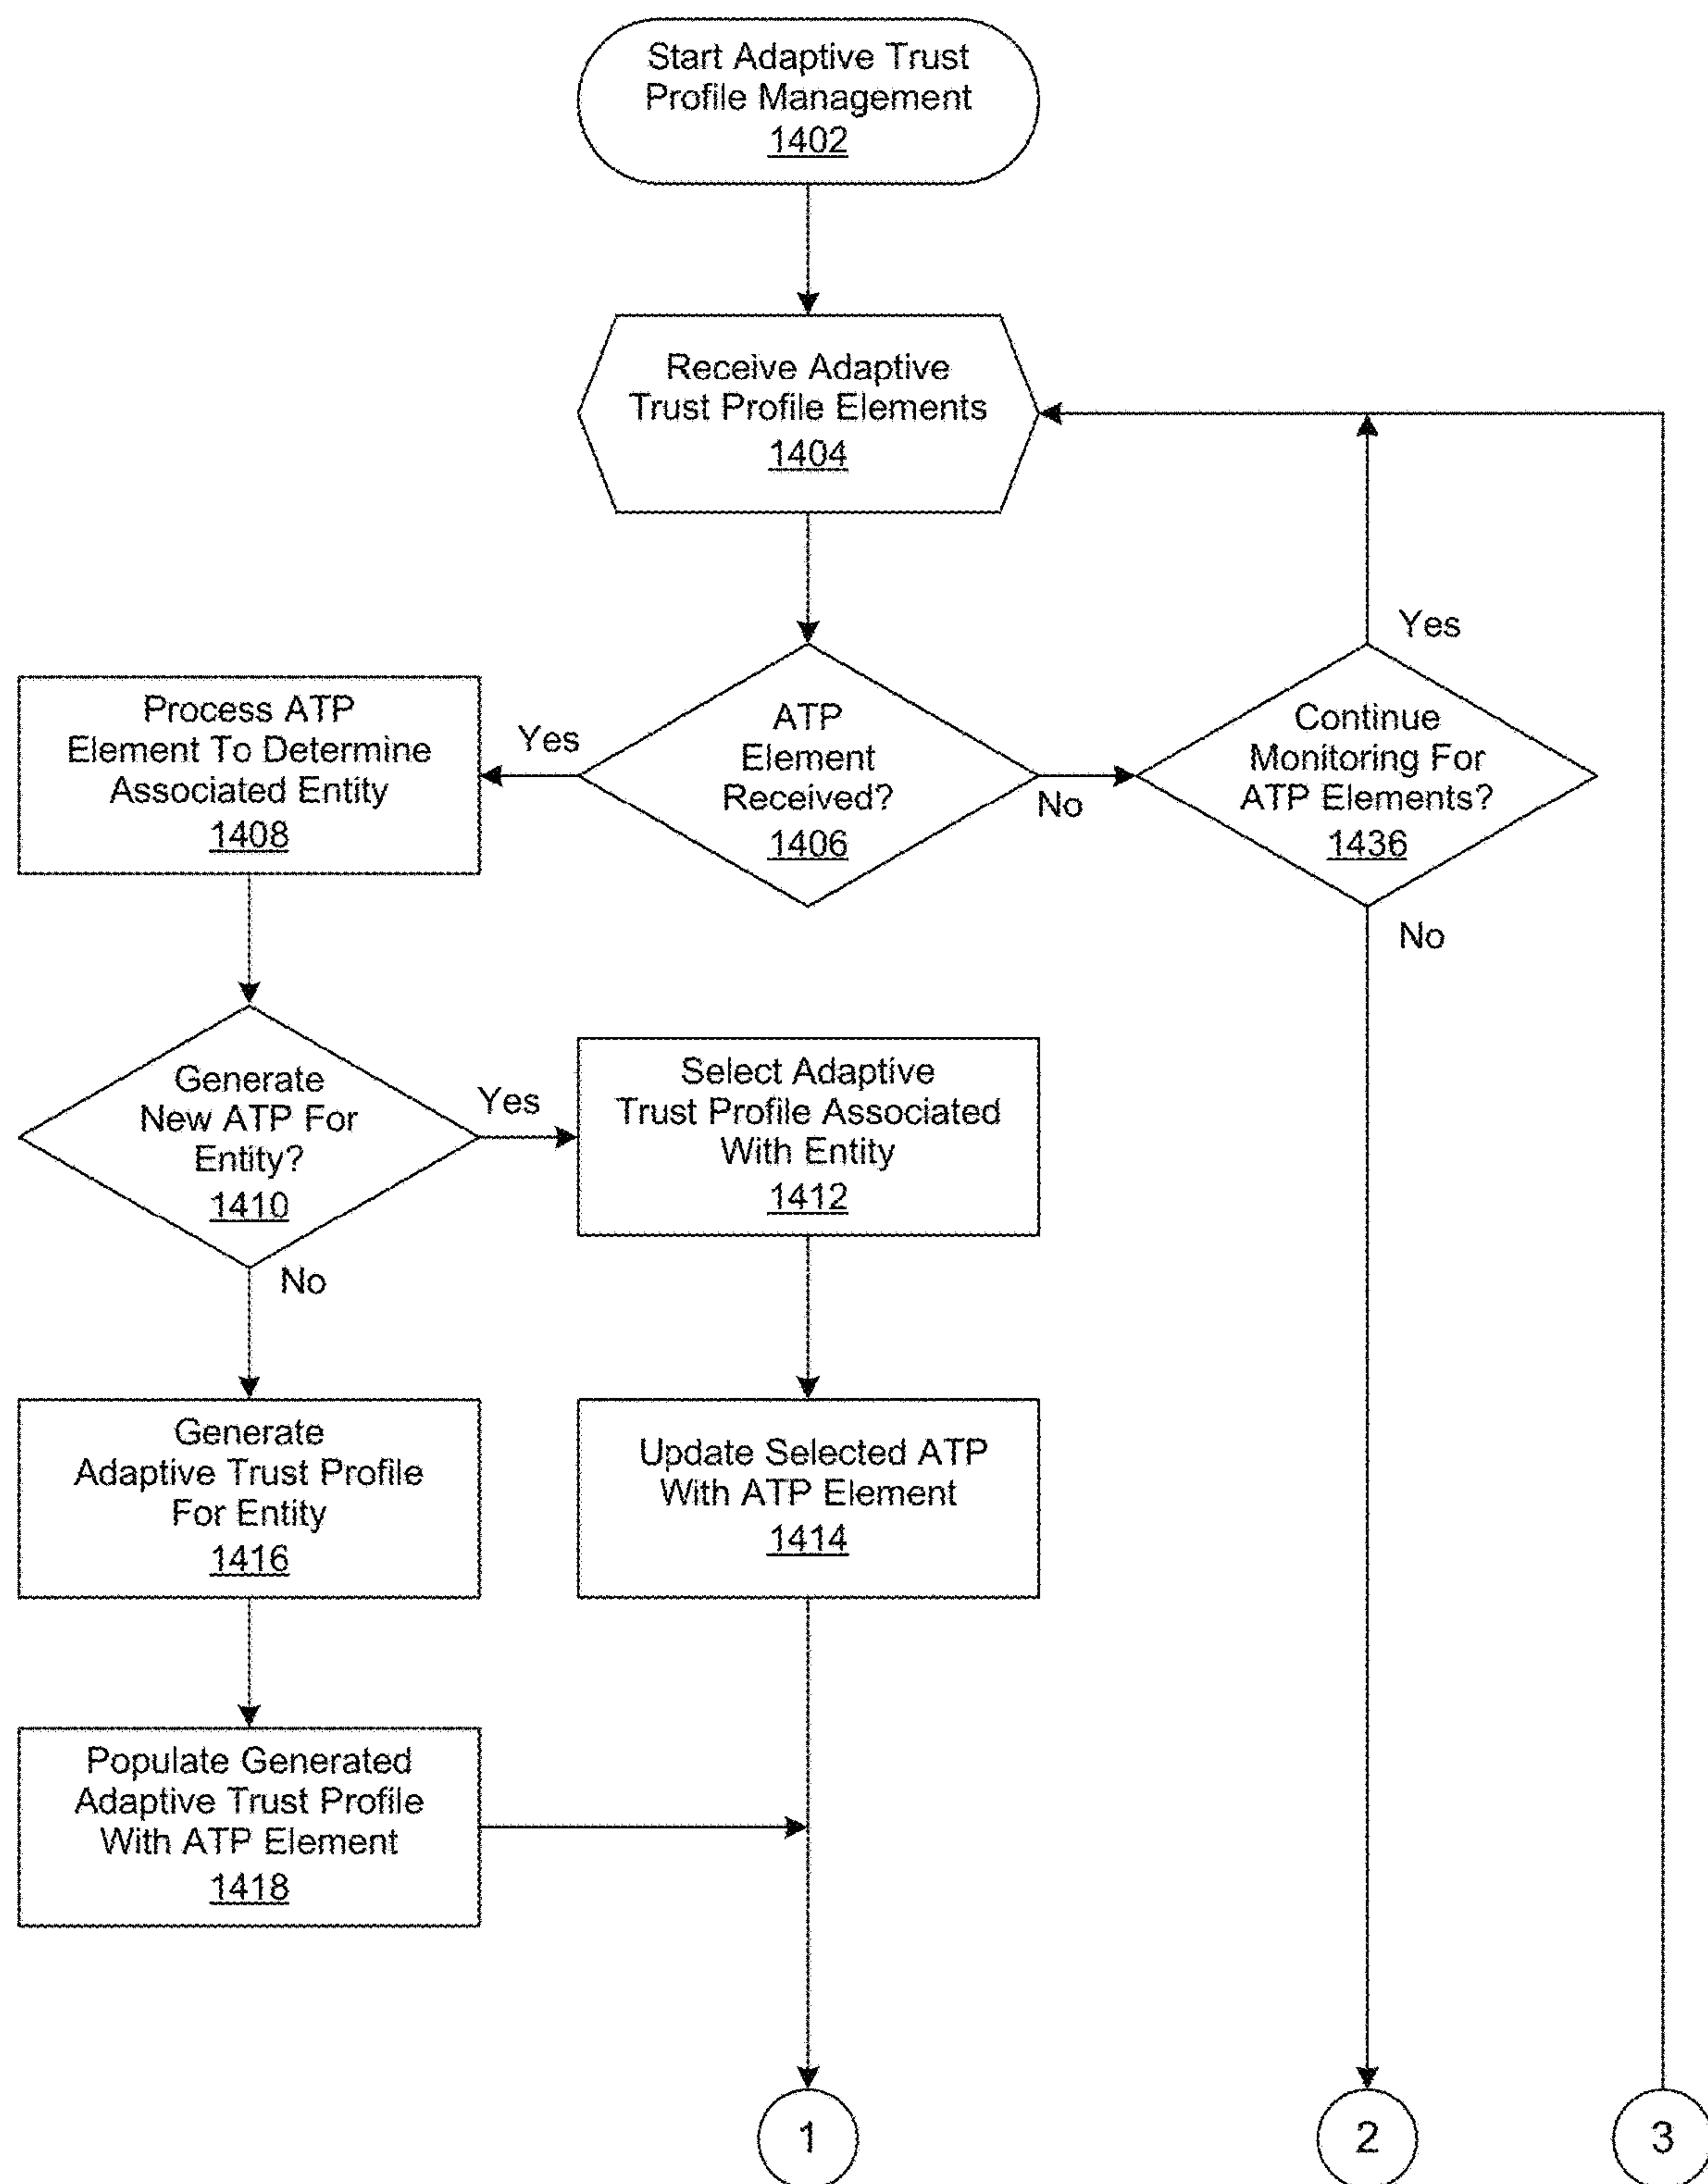 Start Adaptive Trust
Profile Management
1402
Receive Adaptive
Trust Profile Elements
1404
Yes
Process ATP
Element To Determine
Associated Entity
1408
Yes
ATP
Element
Received?
1406
No
Continue
Monitoring For
ATP Elements?
1436
No
Generate
New ATP For
Entity?
1410
Yes
Select Adaptive
Trust Profile Associated
With Entity
1412
No
Generate
Adaptive Trust Profile
For Entity
1416
Update Selected ATP
With ATP Element
1414
Populate Generated
Adaptive Trust Profile
With ATP Element
1418
1
2
3